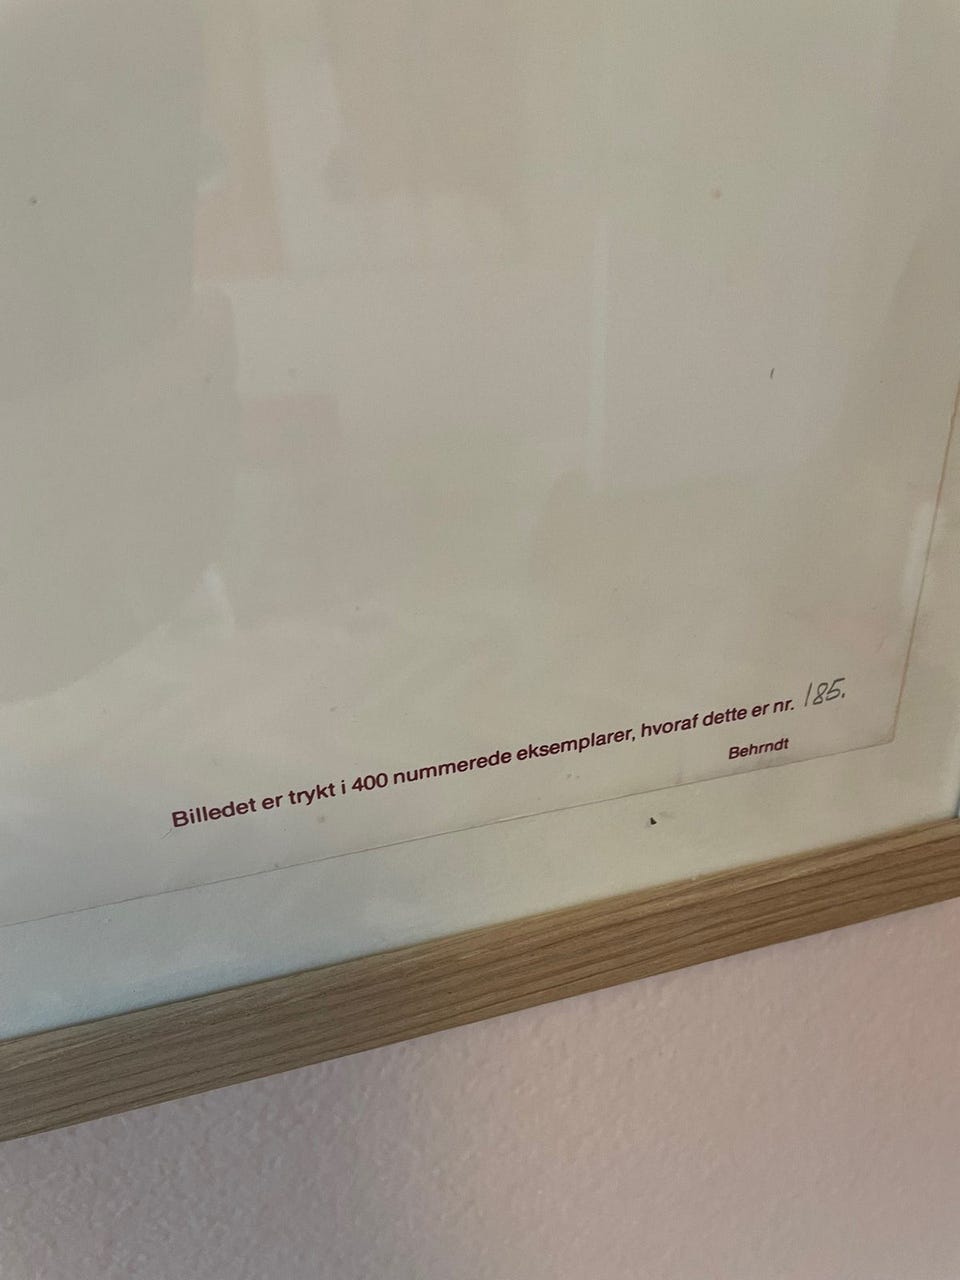 Billedet er trykt i 400 nummerede eksemplarer, hvoraf dette er nr. 185.
Behrndt